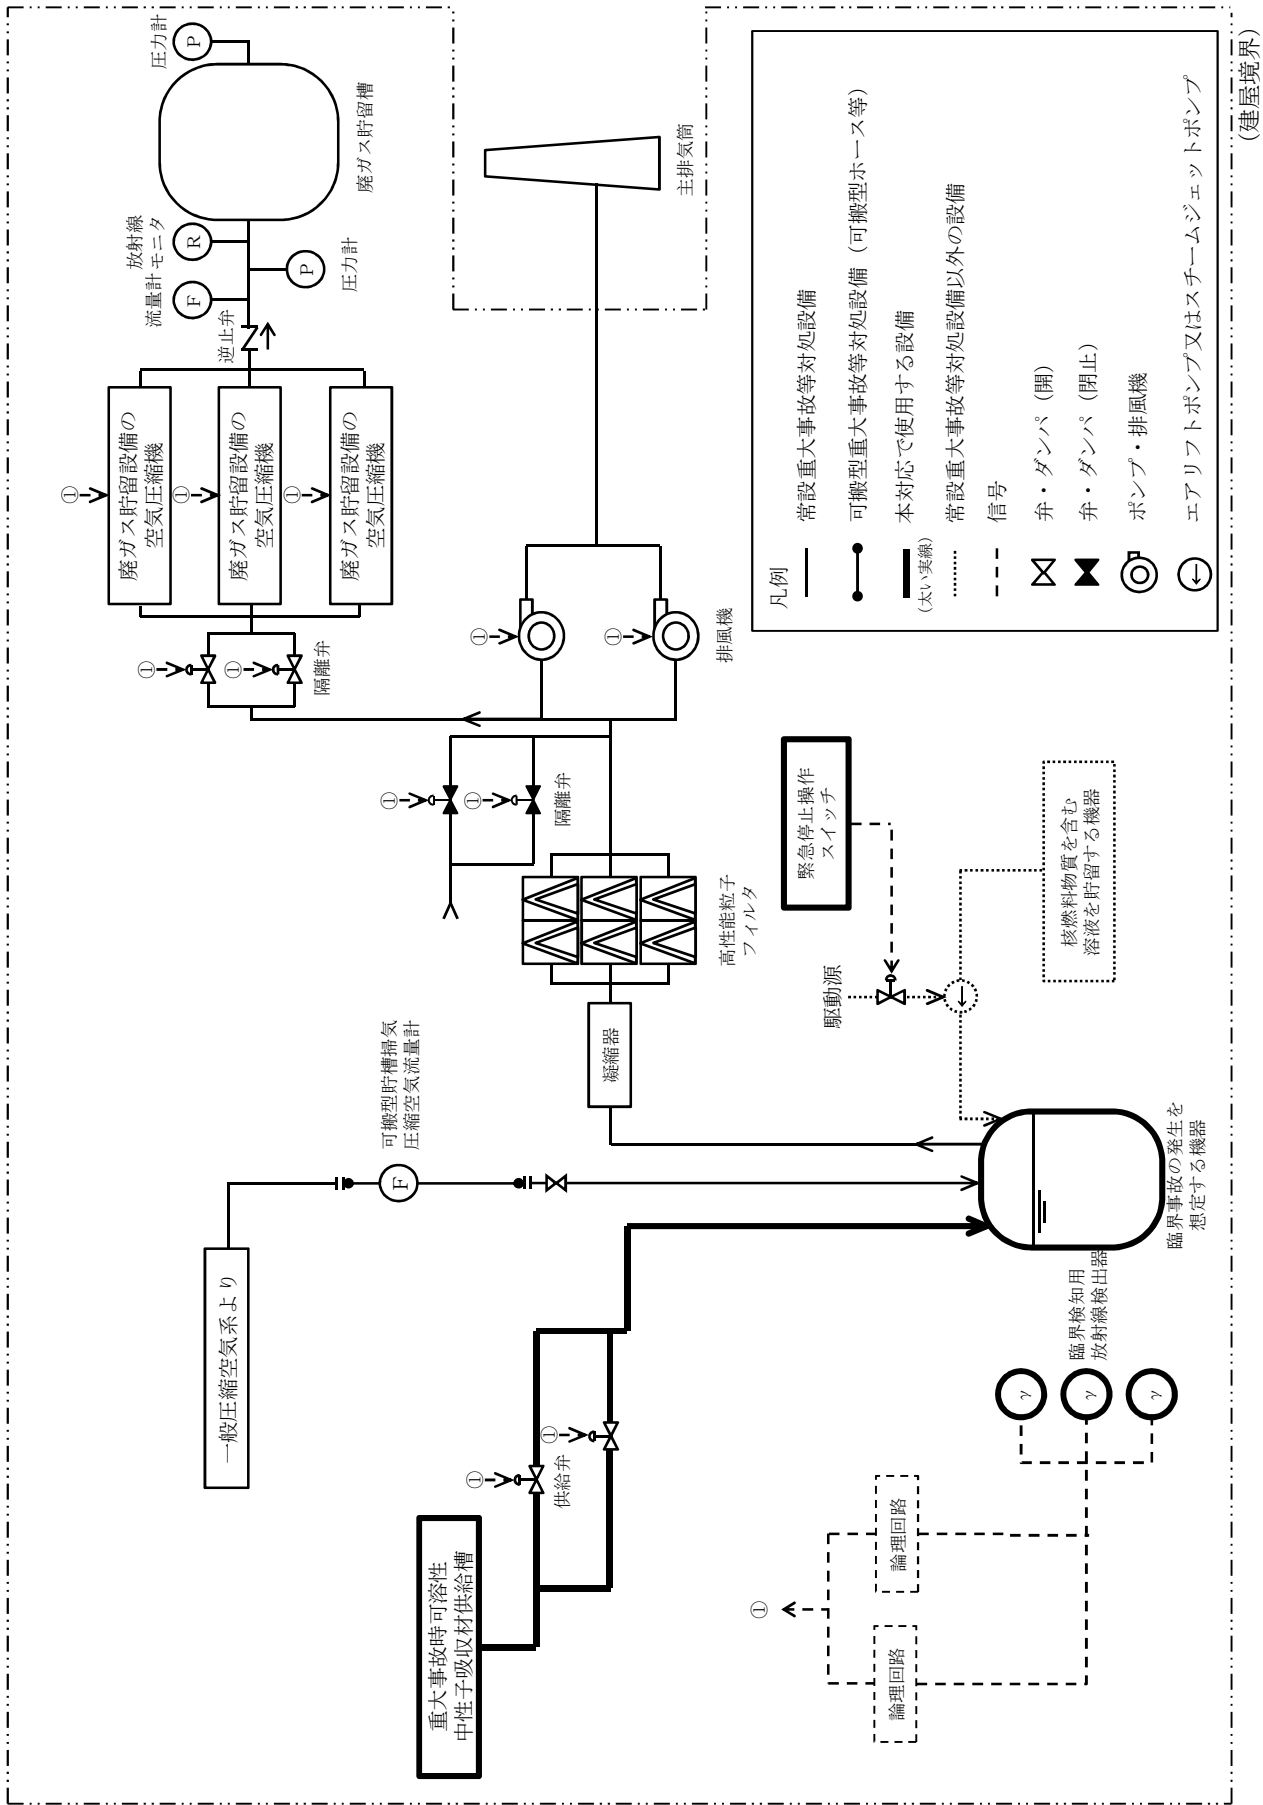 重大事故時可溶性
中性子吸収材供給槽
一般圧縮空気系より
①
供給弁
①
可搬型貯槽掃気
圧縮空気流量計
F
①
論理回路
論理回路
γ
γ
γ
臨界検知用
放射線検出器
臨界事故の発生を
想定する機器
凝縮器
高性能粒子
フィルタ
駆動源
↓
緊急停止操作
スイッチ
核燃料物質を含む
溶液を貯留する機器
①
①
隔離弁
①
①
隔離弁
①
①
排風機
①
廃ガス貯留設備の
空気圧縮機
①
廃ガス貯留設備の
空気圧縮機
①
廃ガス貯留設備の
空気圧縮機
逆止弁
流量計
F
放射線
モニタ
R
P
圧力計
圧力計
P
廃ガス貯留槽
主排気筒
凡例
常設重大事故等対処設備
可搬型重大事故等対処設備（可搬型ホース等）
本対応で使用する設備
(太い実線)
常設重大事故等対処設備以外の設備
信号
弁・ダンパ（開）
弁・ダンパ（閉止）
ポンプ・排風機
エアリフトポンプ又はスチームジェットポンプ
(建屋境界)